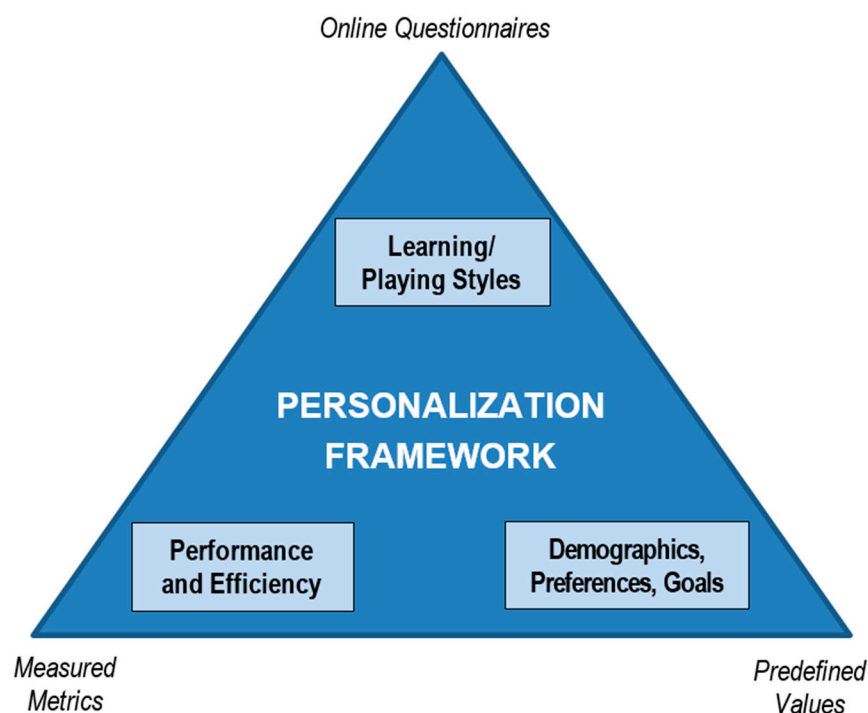 Online Questionnaires
Learning/
Playing Styles
PERSONALIZATION
FRAMEWORK
Performance
and Efficiency
Demographics,
Preferences, Goals
Measured
Metrics
Predefined
Values